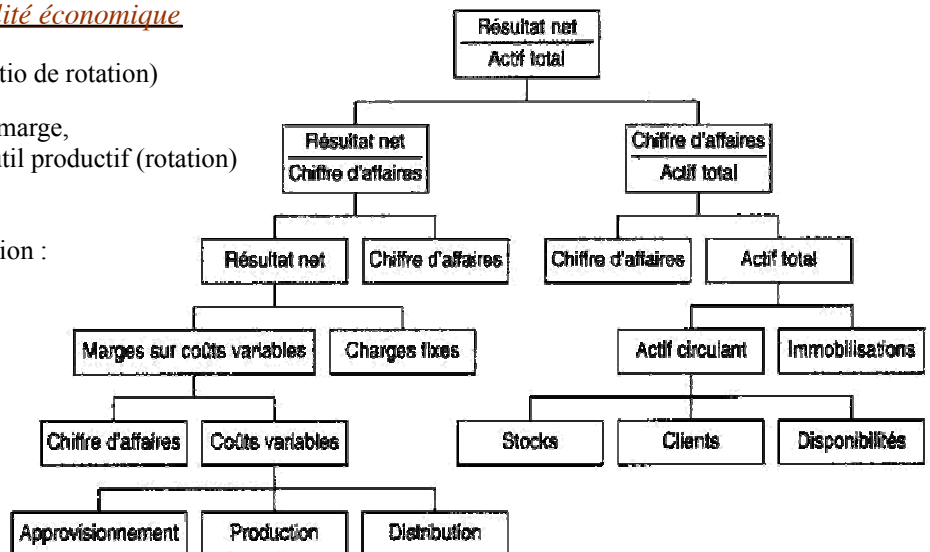 lité économique
tio de rotation)
marge,
util productif (rotation)
ion :
Résultat net
Actif total
Résultat net
Chiffre d'affaires
Chiffre d'affaires
Actif total
Résultat net
Chiffre d'affaires
Chiffre d'affaires
Actif total
Marges sur coûts variables
Charges fixes
Actif circulant
Immobilisations
Chiffre d'affaires
Coûts variables
Stocks
Clients
Disponibilités
Approvisionnement
Production
Distribution